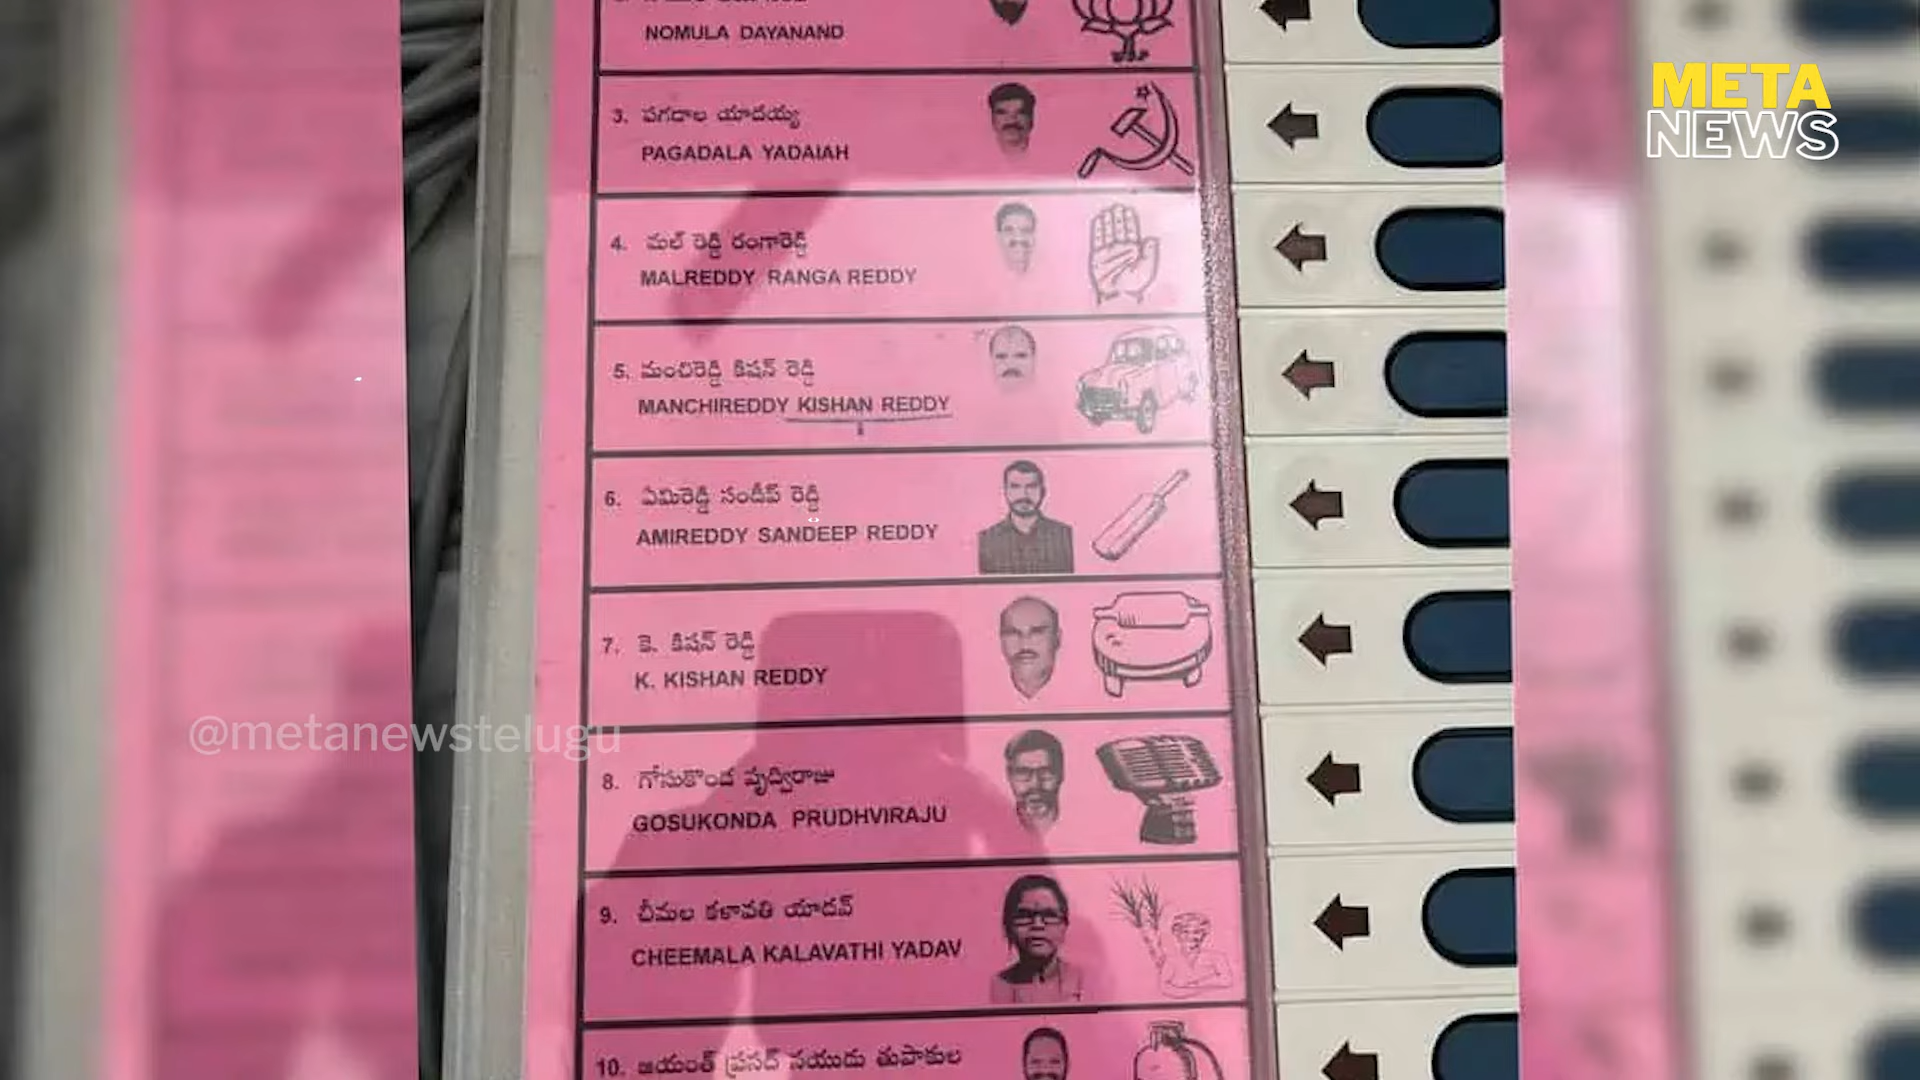 NOMULA DAYANAND
META
NEWS
3. పగడాల యాదయ్య
PAGADALA YADAIAH
4. మల్ రెడ్డి రంగారెడ్డి
MALREDDY RANGA REDDY
5. మంచిరెడ్డి కిషన్ రెడ్డి
MANCHIREDDY KISHAN REDDY
6. ఏమిరెడ్డి సందీప్ రెడ్డి
AMIREDDY SANDEEP REDDY
7. కె. కిషన్ రెడ్డి
K. KISHAN REDDY
@metanewstelugu
8. గోసుకొండ పృధ్విరాజు
GOSUKONDA PRUDHVIRAJU
9. చీమల కళావతి యాదవ్
CHEEMALA KALAVATHI YADAV
10. జయంత్ ప్రసద్ నయుడు తుపాకుల